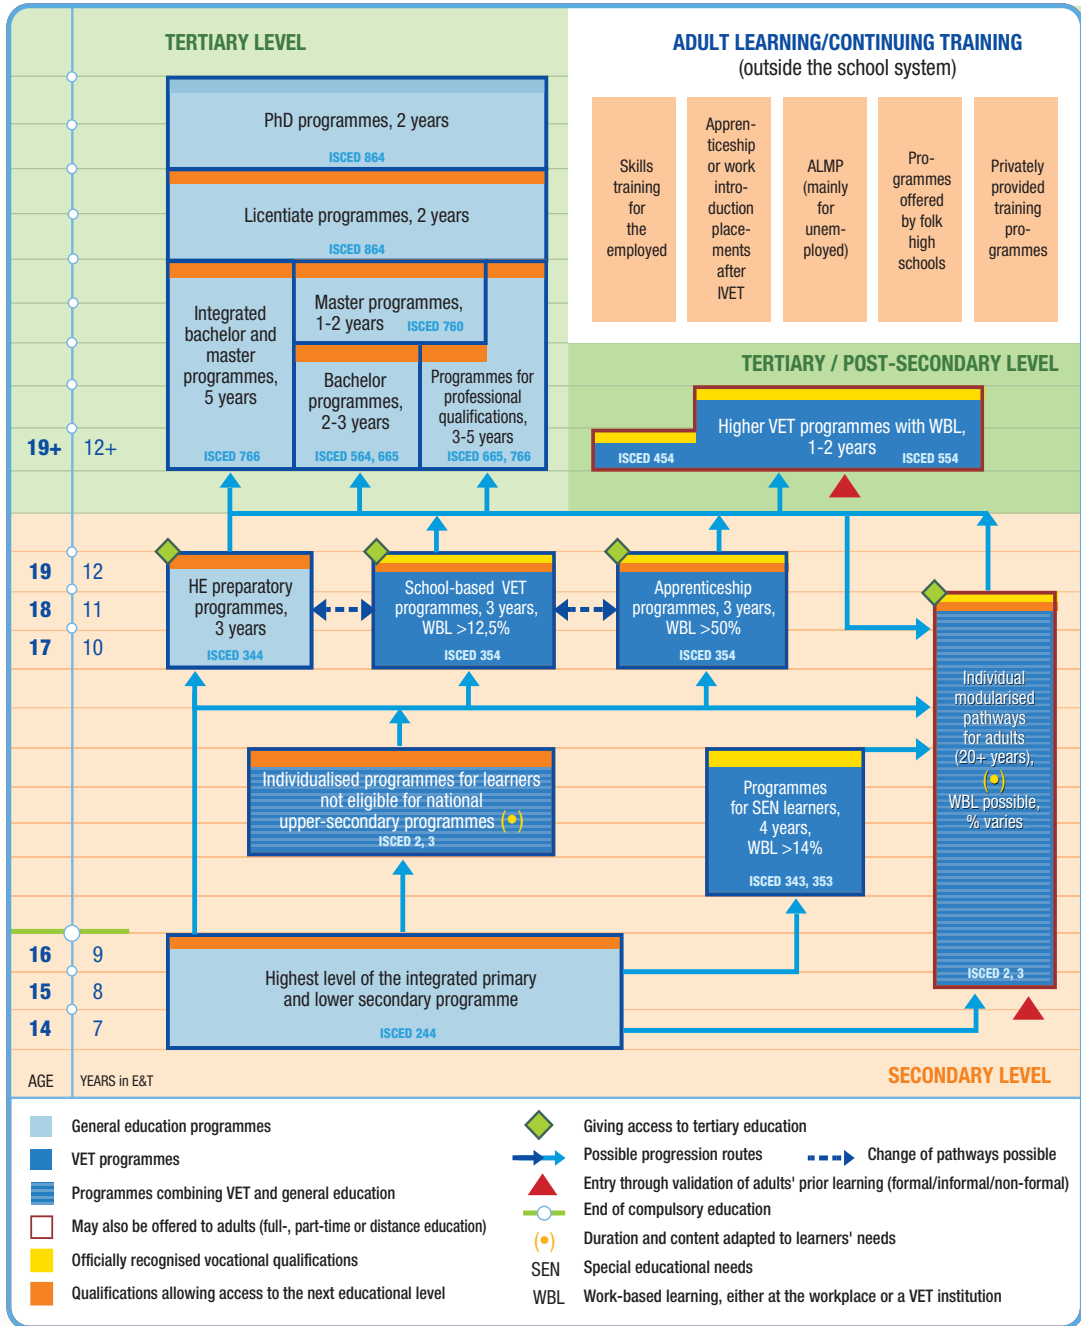 TERTIARY LEVEL
PhD programmes, 2 years
ISCED 864
Licentiate programmes, 2 years
ISCED 864
Integrated
bachelor and
master
programmes,
5 years
ISCED 766
Master programmes,
1-2 years ISCED 760
Bachelor
programmes,
2-3 years
ISCED 564, 665
Programmes for
professional
qualifications,
3-5 years
ISCED 665, 766
ADULT LEARNING/CONTINUING TRAINING
(outside the school system)
Skills
training
for
the
employed
Appren-
ticeship
or work
intro-
duction
place-
ments
after
IVET
ALMP
(mainly
for
unem-
ployed)
Pro-
grammes
offered
by folk
high
schools
Privately
provided
training
pro-
grammes
TERTIARY / POST-SECONDARY LEVEL
Higher VET programmes with WBL,
1-2 years
ISCED 454
ISCED 554
19+ 12+
19 12
18 11
17 10
HE preparatory
programmes,
3 years
ISCED 344
School-based VET
programmes, 3 years,
WBL >12,5%
ISCED 354
Apprenticeship
programmes, 3 years,
WBL >50%
ISCED 354
Individual
modularised
pathways
for adults
(20+ years),
(•)
WBL possible,
% varies
ISCED 2, 3
Individualised programmes for learners
not eligible for national
upper-secondary programmes (•)
ISCED 2, 3
Programmes
for SEN learners,
4 years,
WBL >14%
ISCED 343, 353
16 9
15 8
14 7
Highest level of the integrated primary
and lower secondary programme
ISCED 244
AGE YEARS in E&T
SECONDARY LEVEL
General education programmes
VET programmes
Programmes combining VET and general education
May also be offered to adults (full-, part-time or distance education)
Officially recognised vocational qualifications
Qualifications allowing access to the next educational level
Giving access to tertiary education
Possible progression routes
Change of pathways possible
Entry through validation of adults' prior learning (formal/informal/non-formal)
End of compulsory education
(•) Duration and content adapted to learners' needs
SEN Special educational needs
WBL Work-based learning, either at the workplace or a VET institution